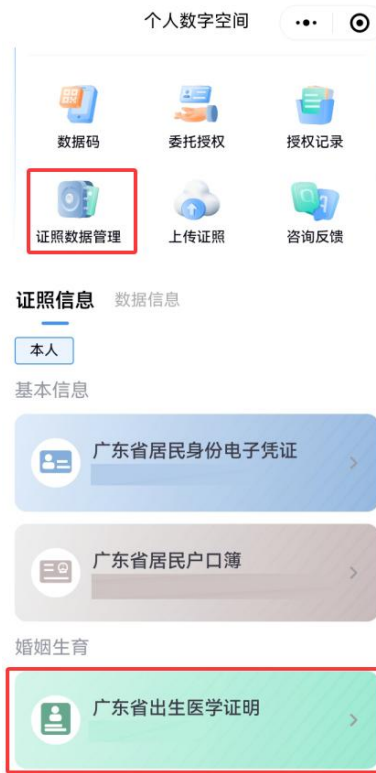 个人数字空间
数据码 委托授权 授权记录
证照数据管理 上传证照 咨询反馈
证照信息 数据信息
本人
基本信息
广东省居民身份电子凭证
广东省居民户口簿
婚姻生育
广东省出生医学证明